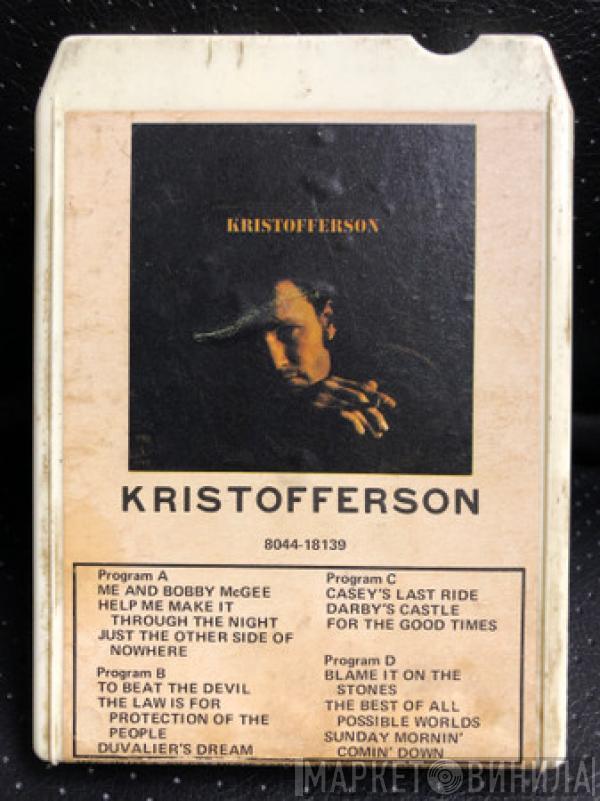 KRISTOFFERSON
KRISTOFFERSON
8044-18139
Program A
ME AND BOBBY McGEE
HELP ME MAKE IT
THROUGH THE NIGHT
JUST THE OTHER SIDE OF
NOWHERE
Program B
TO BEAT THE DEVIL
THE LAW IS FOR
PROTECTION OF THE
PEOPLE
DUVALIER'S DREAM
Program C
CASEY'S LAST RIDE
DARBY'S CASTLE
FOR THE GOOD TIMES
Program D
BLAME IT ON THE
STONES
THE BEST OF ALL
POSSIBLE WORLDS
SUNDAY MORNIN'
COMIN' DOWN
МАРКЕТ ВИНИЛА